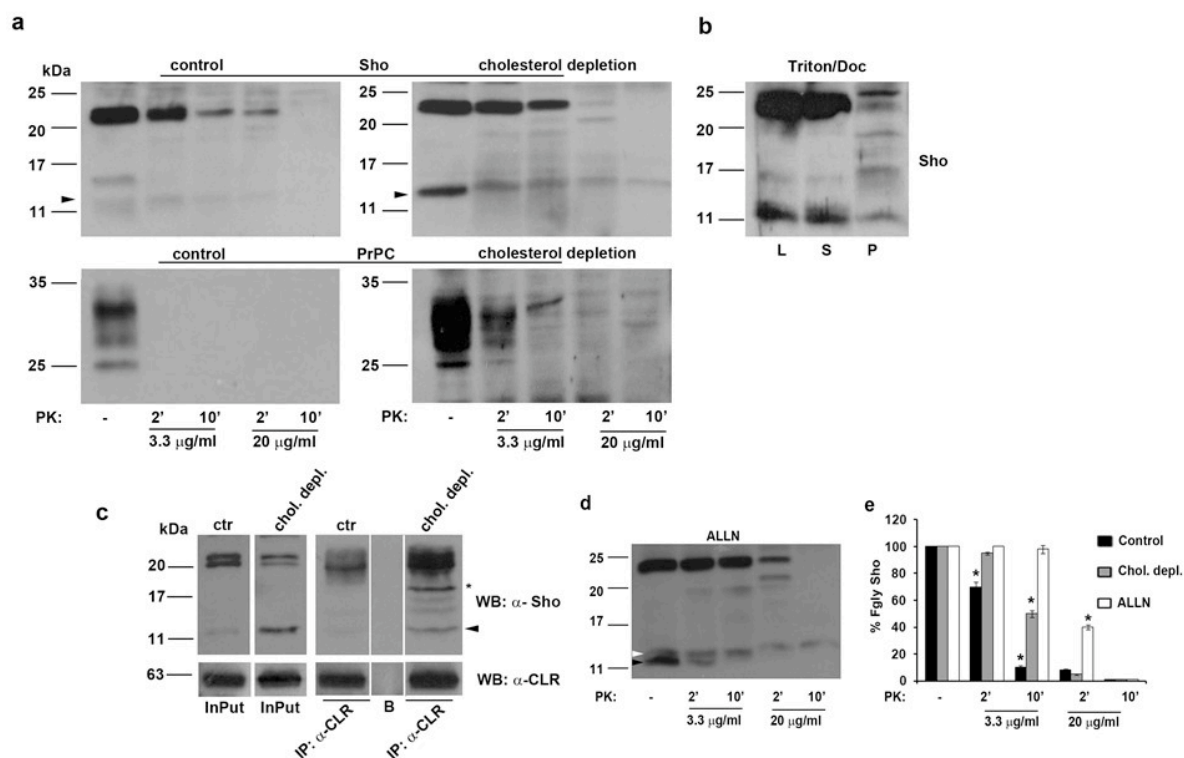 a
kDa
control
Sho
cholesterol depletion
25
20
17
11
25
20
17
11
control
PrPC
cholesterol depletion
35
25
35
25
PK:
-
2’
10’
2’
10’
3.3 μg/ml
20 μg/ml
PK:
-
2’
10’
2’
10’
3.3 μg/ml
20 μg/ml
b
Triton/Doc
25
20
17
11
Sho
L
S
P
c
kDa
ctr
chol. depl.
ctr
chol. depl.
20
17
11
63
*
WB: α- Sho
WB: α-CLR
InPut
InPut
IP: α-CLR
B
IP: α-CLR
d
ALLN
25
20
17
11
PK:
-
2’
10’
2’
10’
3.3 μg/ml
20 μg/ml
e
% Fgly Sho
120
100
80
60
40
20
0
*
*
*
*
Control
Chol. depl.
ALLN
PK:
-
2’
10’
2’
10’
3.3 μg/ml
20 μg/ml